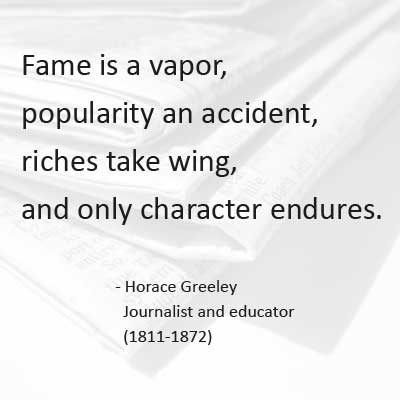 Fame is a vapor,
popularity an accident,
riches take wing,
and only character endures.
- Horace Greeley
Journalist and educator
(1811-1872)